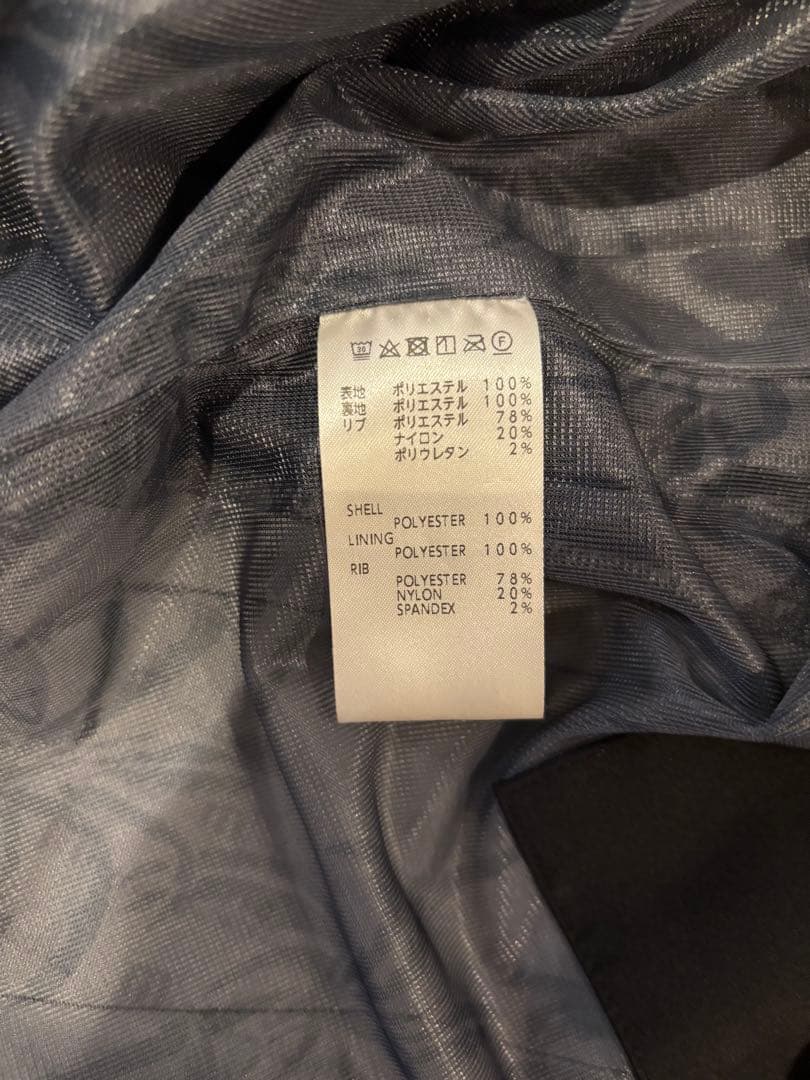 30
F
表地 ポリエステル 100%
裏地 ポリエステル 100%
リブ ポリエステル 78%
ナイロン 20%
ポリウレタン 2%
SHELL
POLYESTER 100%
LINING
POLYESTER 100%
RIB
POLYESTER 78%
NYLON 20%
SPANDEX 2%